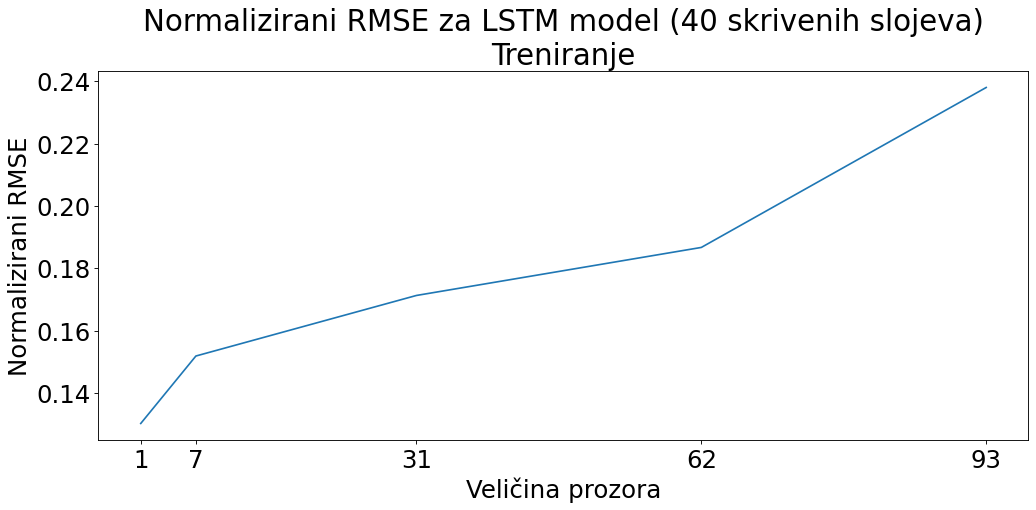 Normalizirani RMSE za LSTM model (40 skrivenih slojeva)
Treniranje
Normalizirani RMSE
0.24
0.22
0.20
0.18
0.16
0.14
1 7 31 62 93
Veličina prozora